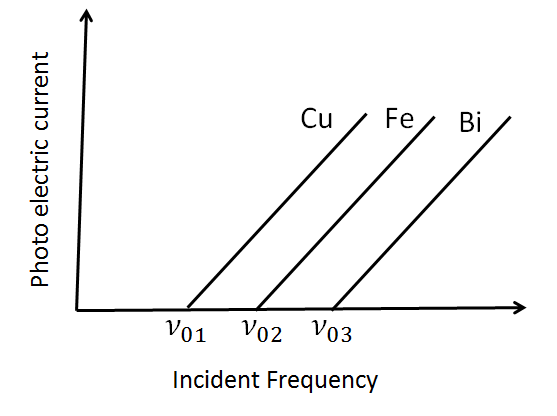 Photo electric current
Cu
Fe
Bi
ν₀₁
ν₀₂
ν₀₃
Incident Frequency